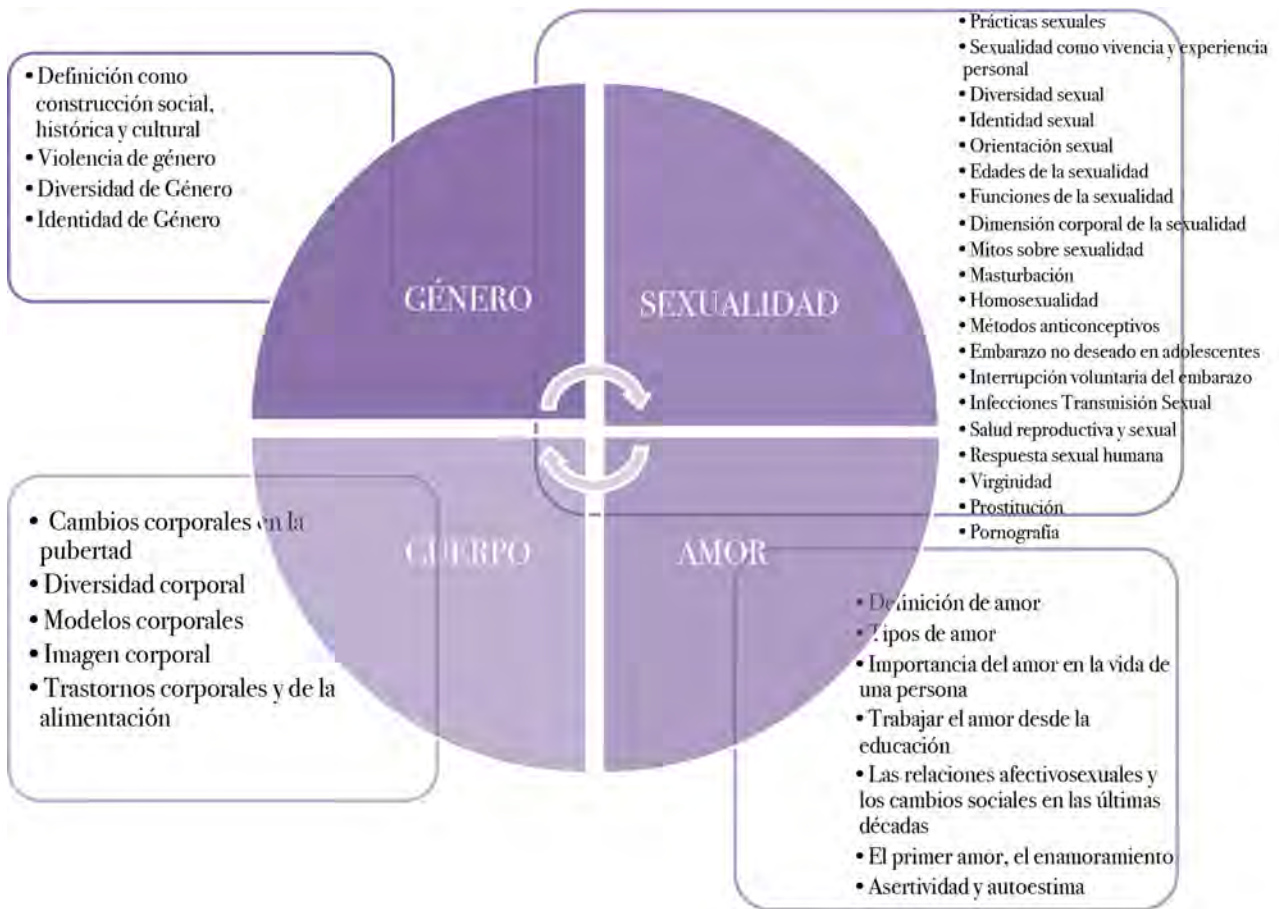 • Definición como
construcción social,
histórica y cultural
• Violencia de género
• Diversidad de Género
• Identidad de Género
GÉNERO
• Prácticas sexuales
• Sexualidad como vivencia y experiencia
personal
• Diversidad sexual
• Identidad sexual
• Orientación sexual
• Edades de la sexualidad
• Funciones de la sexualidad
• Dimensión corporal de la sexualidad
• Mitos sobre sexualidad
• Masturbación
• Homosexualidad
• Métodos anticonceptivos
• Embarazo no deseado en adolescentes
• Interrupción voluntaria del embarazo
• Infecciones Transmisión Sexual
• Salud reproductiva y sexual
• Respuesta sexual humana
• Virginidad
• Prostitución
• Pornografía
SEXUALIDAD
• Cambios corporales en la
pubertad
• Diversidad corporal
• Modelos corporales
• Imagen corporal
• Trastornos corporales y de la
alimentación
CUERPO
AMOR
• Definición de amor
• Tipos de amor
• Importancia del amor en la vida de
una persona
• Trabajar el amor desde la
educación
• Las relaciones afectivosexuales y
los cambios sociales en las últimas
décadas
• El primer amor, el enamoramiento
• Asertividad y autoestima